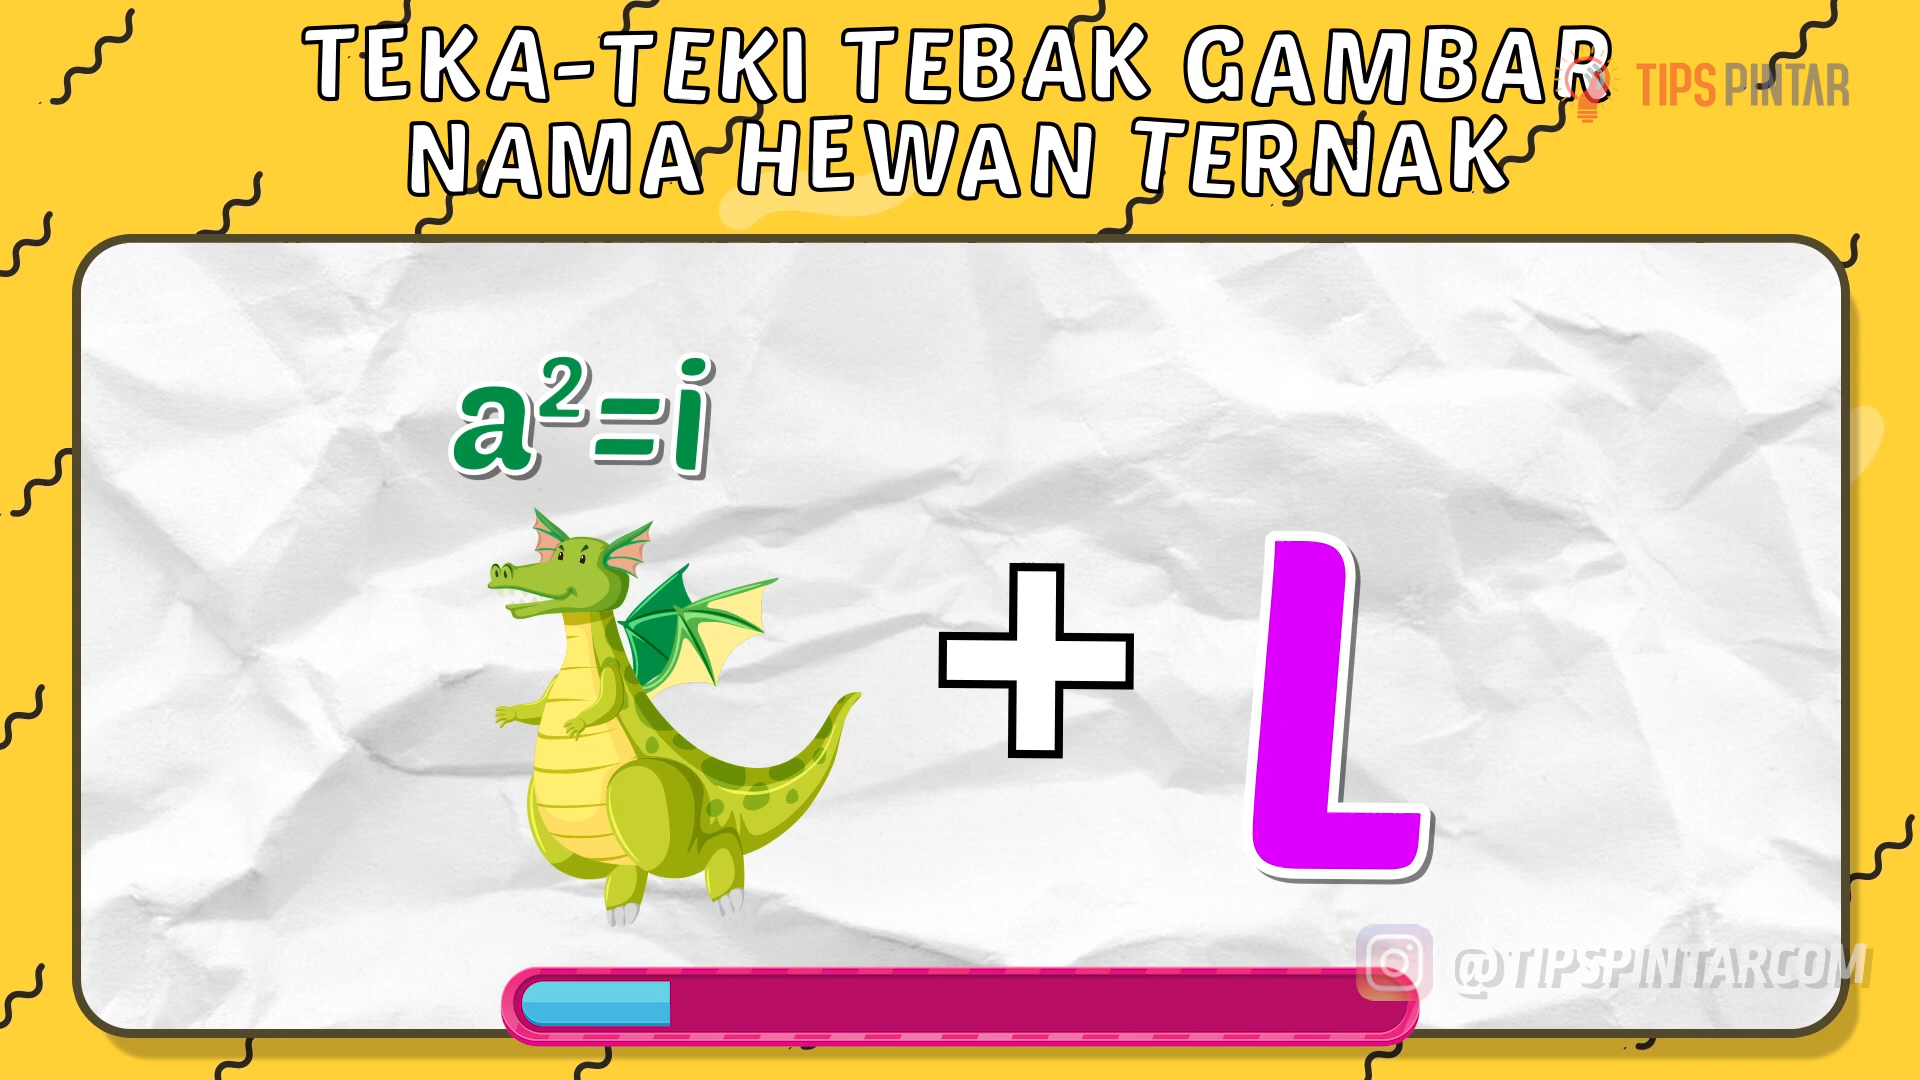 TEKA-TEKI TEBAK GAMBAR
NAMA HEWAN TERNAK
TIPS PINTAR
a²=i
+ L
@TIPSPINTARCOM